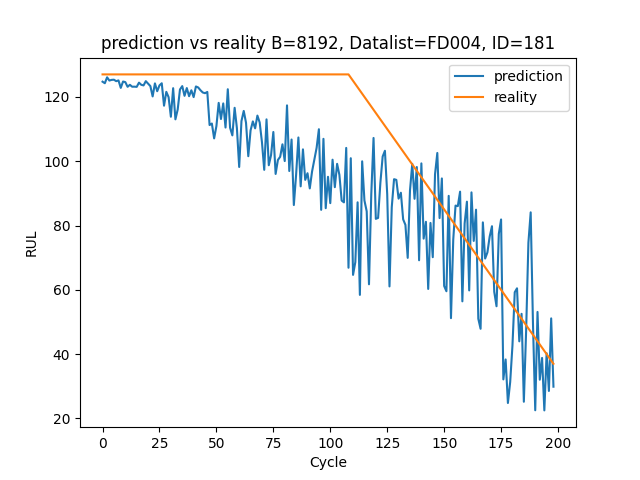 prediction vs reality B=8192, Datalist=FD004, ID=181
prediction
reality
RUL
120
100
80
60
40
20
0 25 50 75 100 125 150 175 200
Cycle